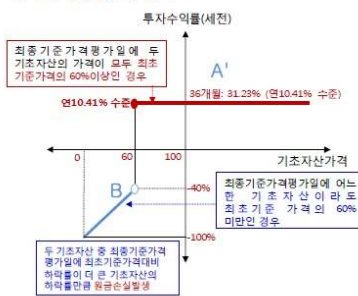 투자수익률(세전)
최종기준가격평가일에 두
기초자산의 가격이 모두 최초
기준가격의 60%이상인 경우
A'
36개월: 31.23% (연10.41% 수준)
연10.41% 수준
0
60
100
기초자산가격
B
-40%
최종기준가격평가일에 어느
한 기초자산이라도
최초기준 가격의 60%
미만인 경우
-100%
두 기초자산 중 최종기준가격
평가일에 최초기준가격대비
하락률이 더 큰 기초자산의
하락률만큼 원금손실발생